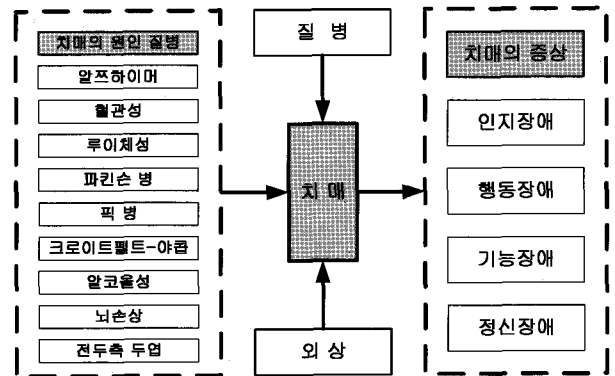 치매의 원인 질병
알쯔하이머
혈관성
루이체성
파킨슨 병
픽 병
크로이트펠트-야콥
알코올성
뇌손상
전두측 두엽
질 병
치 매
외 상
치매의 증상
인지장애
행동장애
기능장애
정신장애